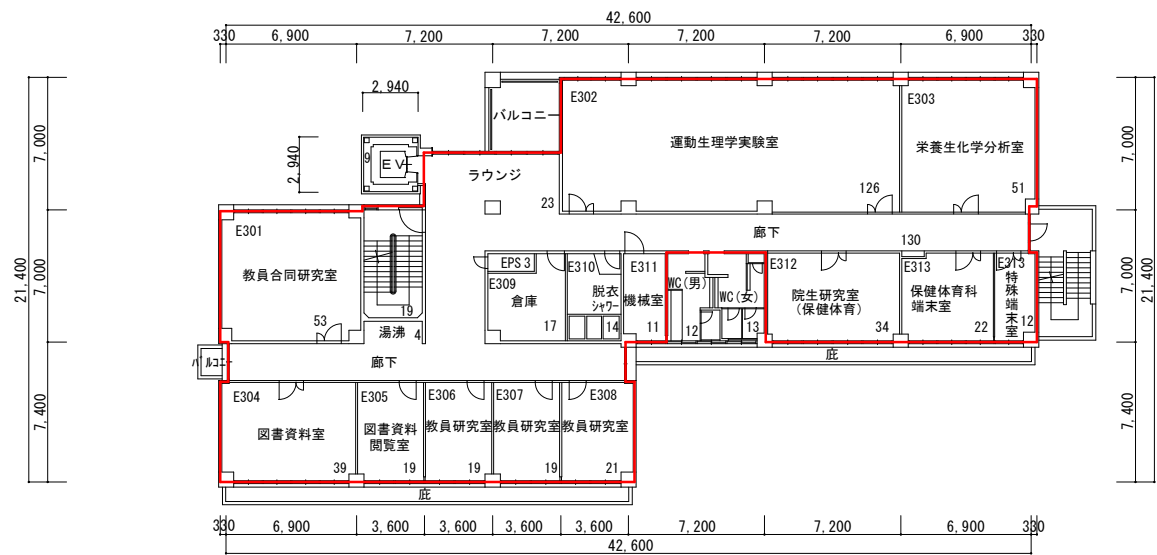 42,600
330 6,900 7,200 7,200 7,200 7,200 6,900 330
2,940
2,940
7,000
7,000
7,400
21,400
7,000
7,000
7,400
21,400
バルコニー
E302
運動生理学実験室
126
E303
栄養生化学分析室
51
9
EV
ラウンジ
23
E301
教員合同研究室
53
19
湯沸
4
廊下
130
EPS 3
E309
倉庫
17
E310
脱衣
シャワー
14
E311
機械室
11
WC(男)
12
WC(女)
13
E312
院生研究室
(保健体育)
34
E313
保健体育科
端末室
22
E313
特殊端末室
12
バルコニー
廊下
庇
E304
図書資料室
39
E305
図書資料
閲覧室
19
E306
教員研究室
19
E307
教員研究室
19
E308
教員研究室
21
庇
330 6,900 3,600 3,600 3,600 3,600 7,200 7,200 6,900 330
42,600